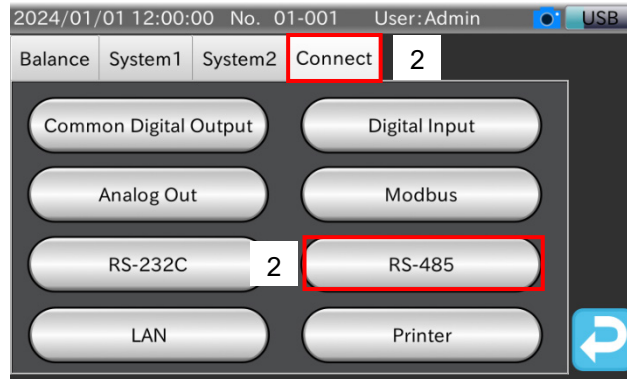 2024/01/01 12:00:00 No. 01-001 User:Admin USB
Balance System1 System2 Connect 2
Common Digital Output Digital Input
Analog Out Modbus
RS-232C 2 RS-485
LAN Printer